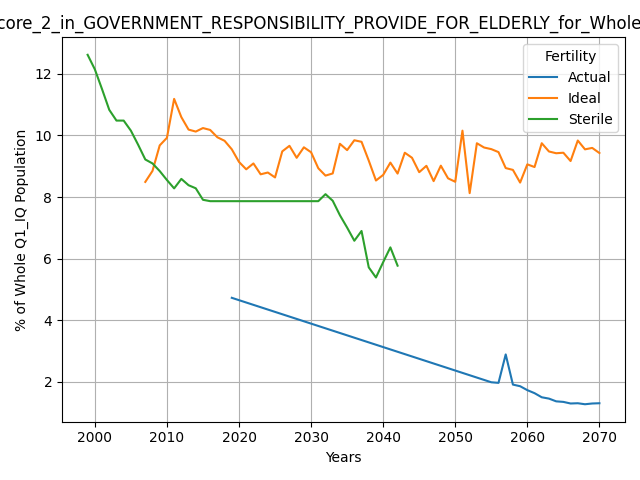 core_2_in_GOVERNMENT_RESPONSIBILITY_PROVIDE_FOR_ELDERLY_for_Whole
Fertility
Actual
Ideal
Sterile
% of Whole Q1_IQ Population
12
10
8
6
4
2
2000 2010 2020 2030 2040 2050 2060 2070
Years